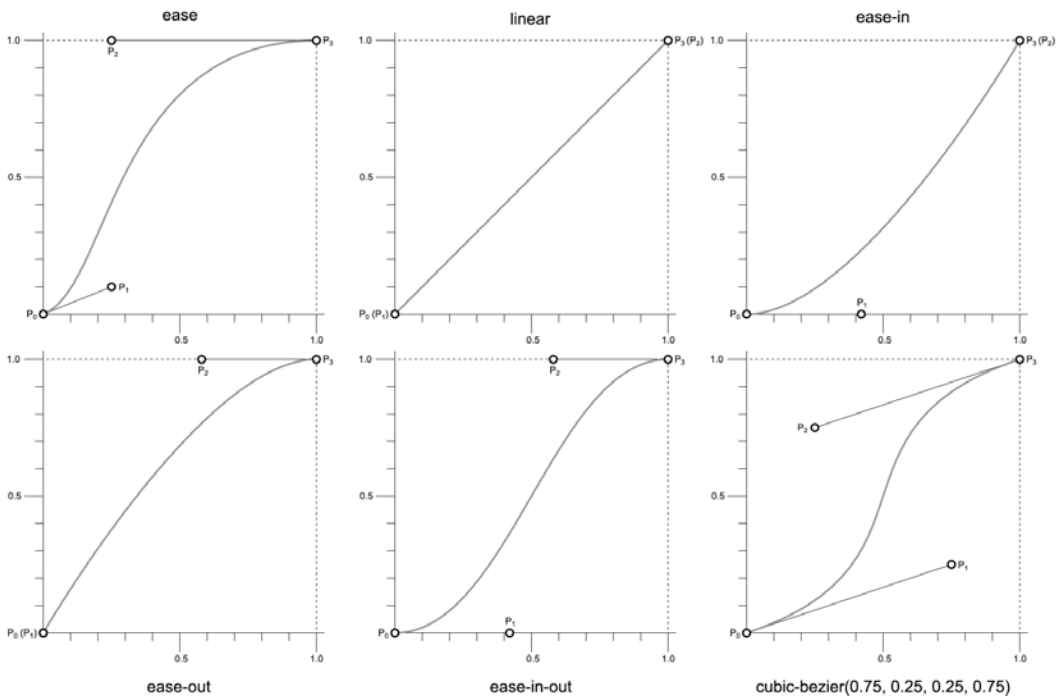 ease
linear
ease-in
1.0
P₂
P₃
0.5
P₁
P₀
0.5
1.0
1.0
P₃ (P₂)
0.5
P₀ (P₁)
0.5
1.0
1.0
P₃ (P₂)
0.5
P₁
P₀
0.5
1.0
1.0
P₂
P₃
0.5
P₀ (P₁)
0.5
1.0
1.0
P₂
P₃
0.5
P₁
P₀
0.5
1.0
1.0
P₃
P₂
0.5
P₁
P₀
0.5
1.0
ease-out
ease-in-out
cubic-bezier(0.75, 0.25, 0.25, 0.75)